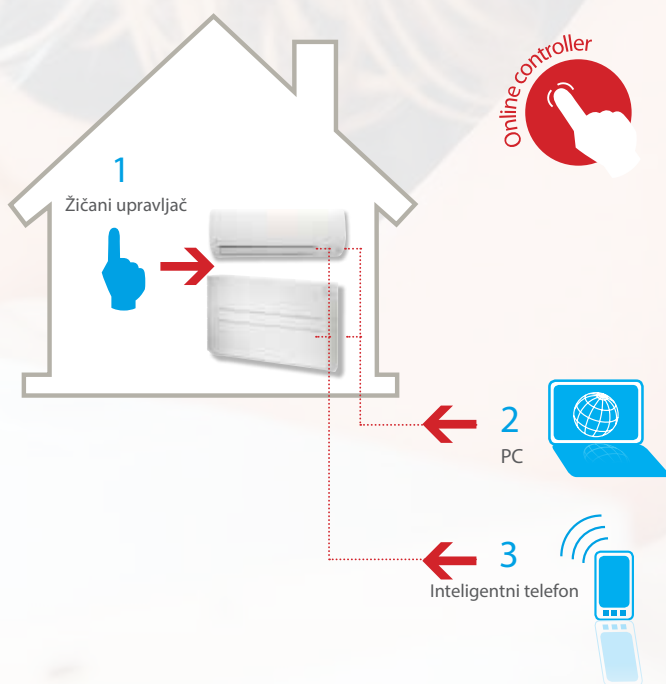 Online controller
1
Žičani upravljač
2
PC
3
Inteligentni telefon